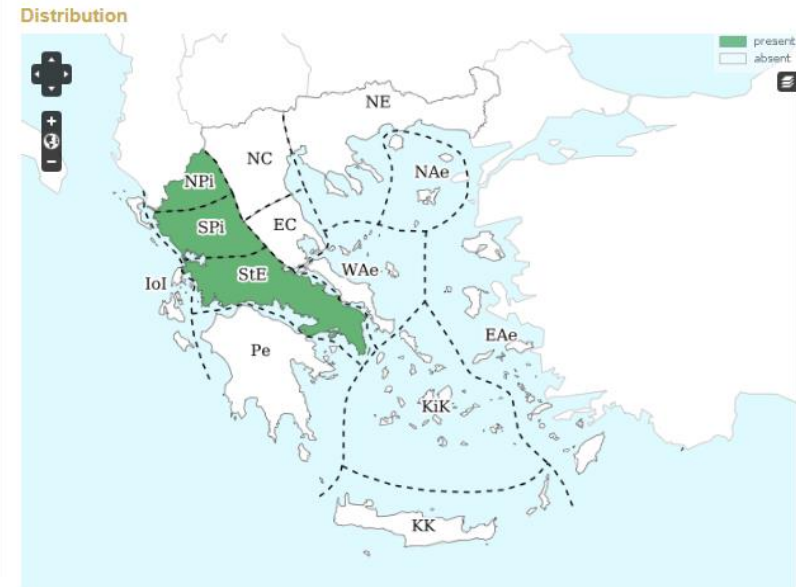 Distribution
present
absent
NE
NC
NAe
NPi
SPi
EC
StE
WAe
IoI
EAe
Pe
KiK
KK